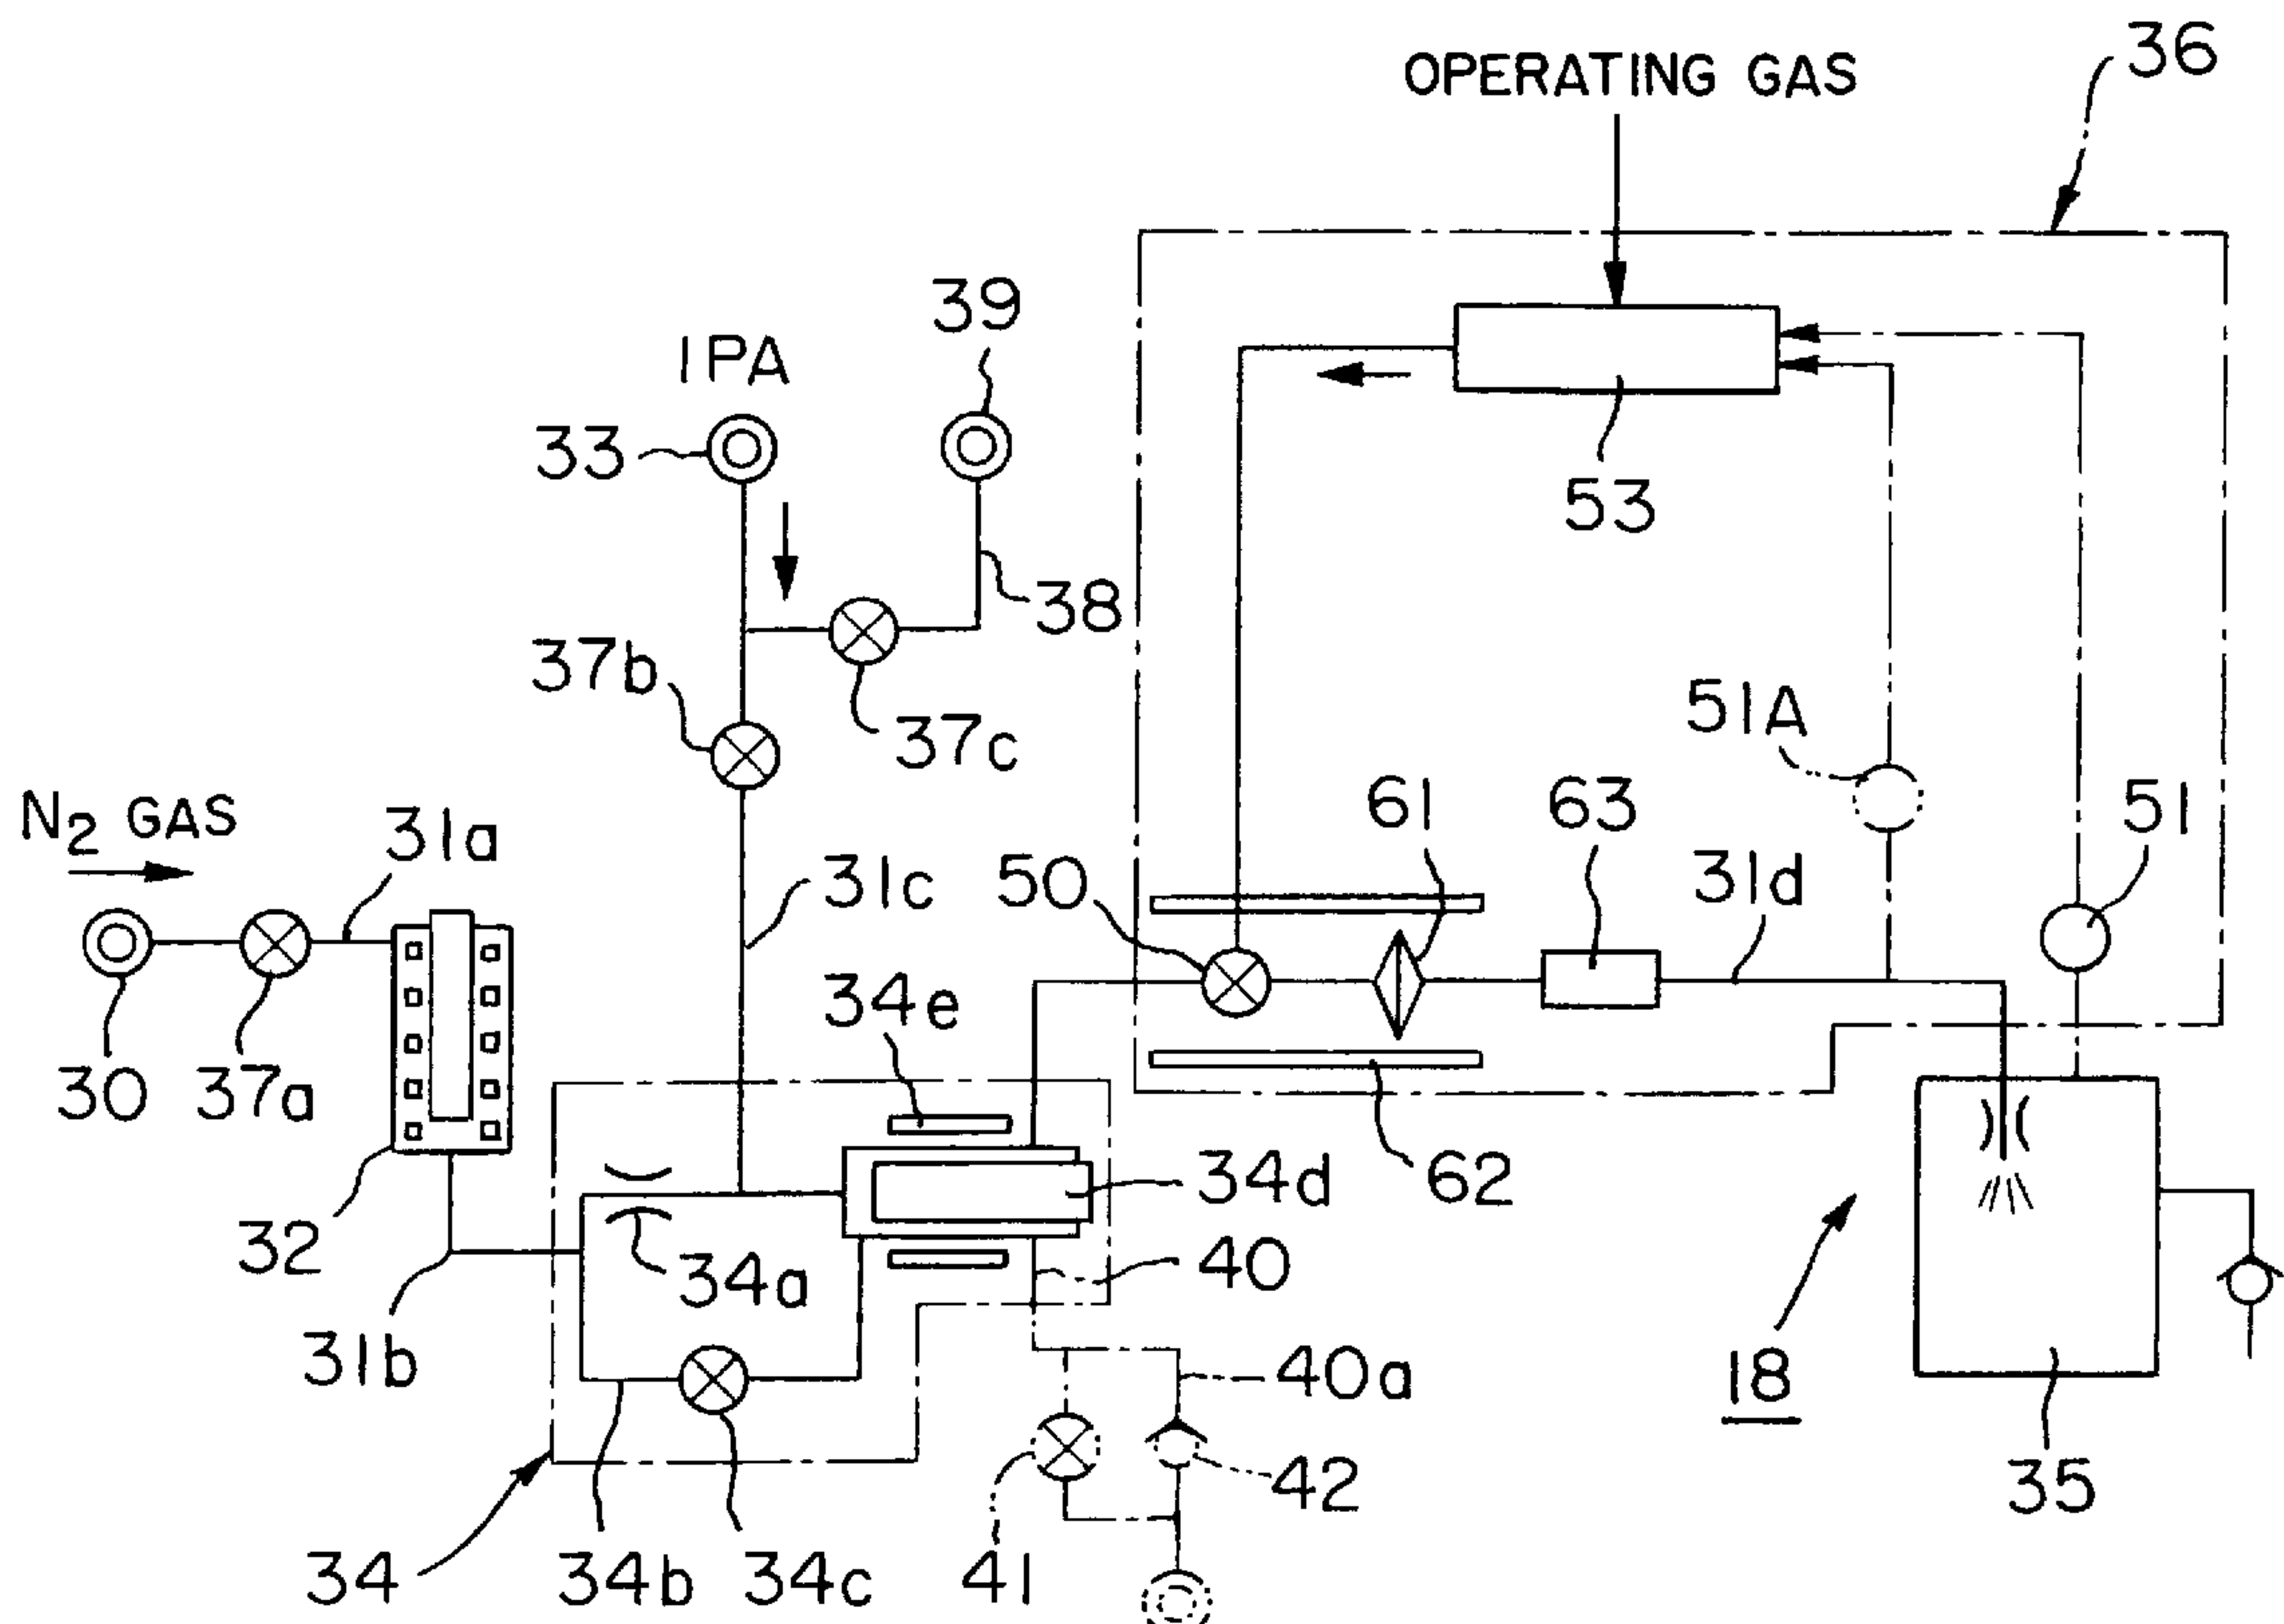 OPERATING GAS
36
39
IPA
33
53
38
37b
37c
51A
61
63
51
N2 GAS
31a
31c
50
31d
34e
30
37a
62
34d
32
34a
40
31b
40a
18
42
35
34
34b
34c
41